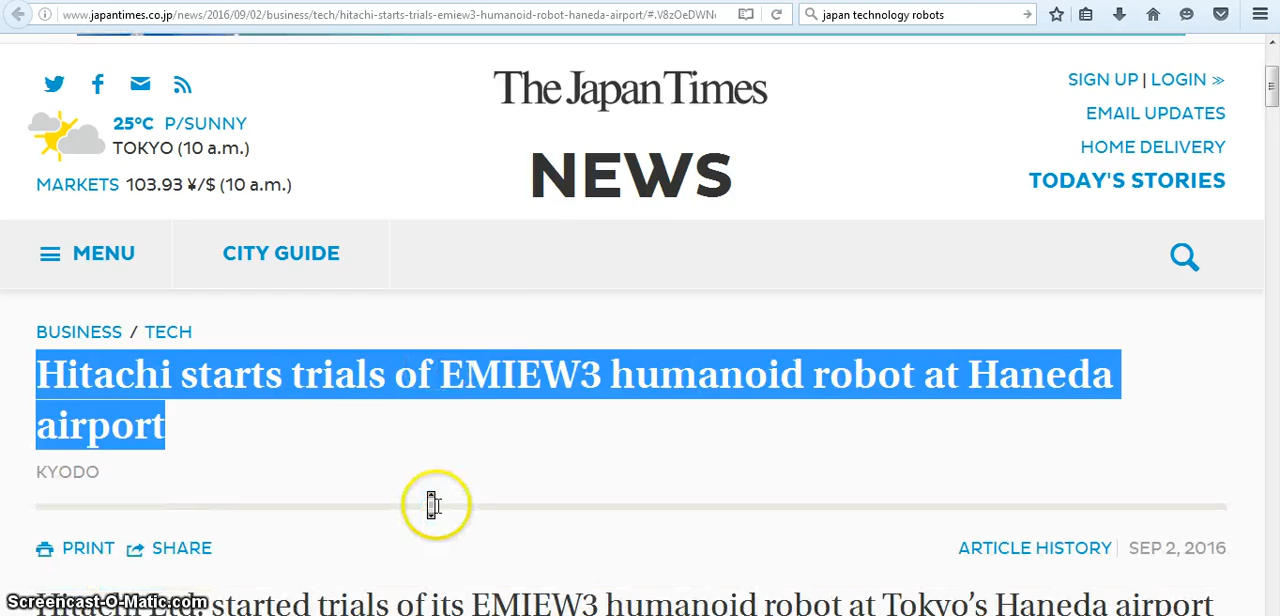 www.japantimes.co.jp/news/2016/09/02/business/tech/hitachi-starts-trials-emiew3-humanoid-robot-haneda-airport/#.V8zOeDWN
japan technology robots
The Japan Times
NEWS
25°C P/SUNNY
TOKYO (10 a.m.)
MARKETS 103.93 ¥/$ (10 a.m.)
SIGN UP | LOGIN >>
EMAIL UPDATES
HOME DELIVERY
TODAY'S STORIES
MENU
CITY GUIDE
BUSINESS / TECH
Hitachi starts trials of EMIEW3 humanoid robot at Haneda
airport
KYODO
PRINT SHARE
ARTICLE HISTORY | SEP 2, 2016
Hitachi Ltd. started trials of its EMIEW3 humanoid robot at Tokyo's Haneda airport
Screencast-O-Matic.com